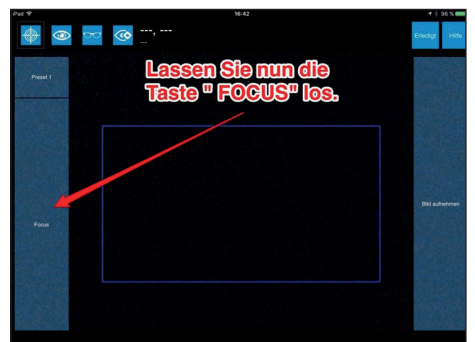 iPad
16:42
96 %
---, ---
--
Erledigt
Hilfe
Preset 1
Lassen Sie nun die
Taste " FOCUS" los.
Focus
Bild aufnehmen